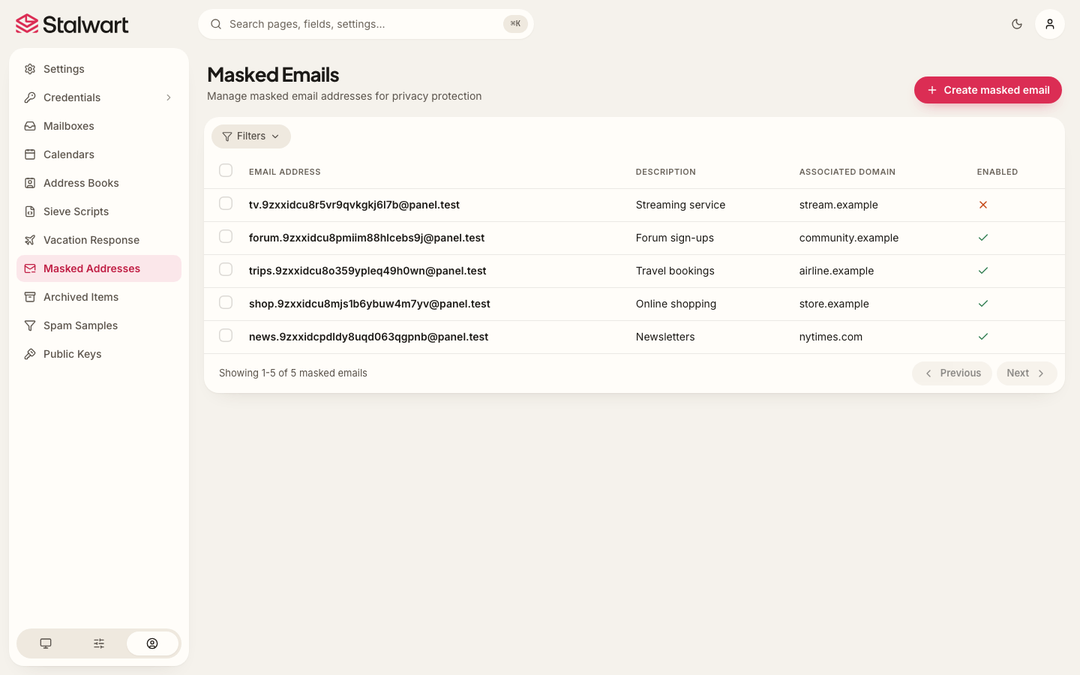 Stalwart
Search pages, fields, settings...
⌘K
Settings
Credentials
Mailboxes
Calendars
Address Books
Sieve Scripts
Vacation Response
Masked Addresses
Archived Items
Spam Samples
Public Keys
Masked Emails
Manage masked email addresses for privacy protection
Create masked email
Filters
EMAIL ADDRESS DESCRIPTION ASSOCIATED DOMAIN ENABLED
tv.9zxxidcu8r5vr9qvkgkj6l7b@panel.test Streaming service stream.example
forum.9zxxidcu8pmiim88hlcebs9j@panel.test Forum sign-ups community.example
trips.9zxxidcu8o359ypleq49h0wn@panel.test Travel bookings airline.example
shop.9zxxidcu8mjs1b6ybuw4m7yv@panel.test Online shopping store.example
news.9zxxidcpdldy8uqd063qgpnb@panel.test Newsletters nytimes.com
Showing 1-5 of 5 masked emails
Previous
Next